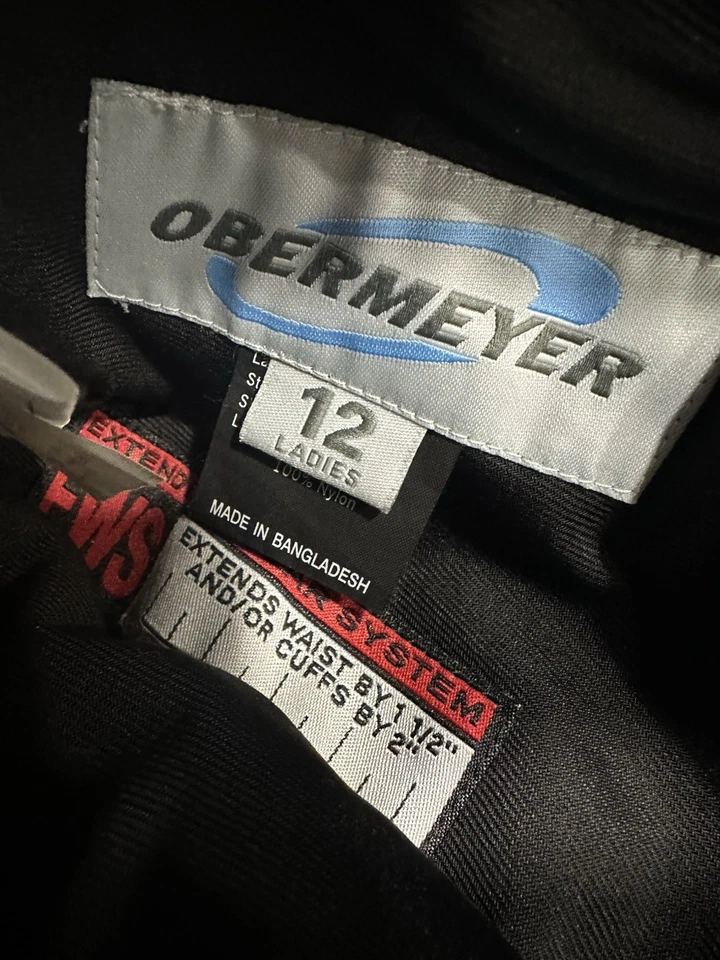 OBERMEYER
12
LADIES
100% Nylon
MADE IN BANGLADESH
EXTEND
EWS
SYSTEM
EXTENDS WAIST BY 1 1/2"
AND/OR CUFFS BY 2"